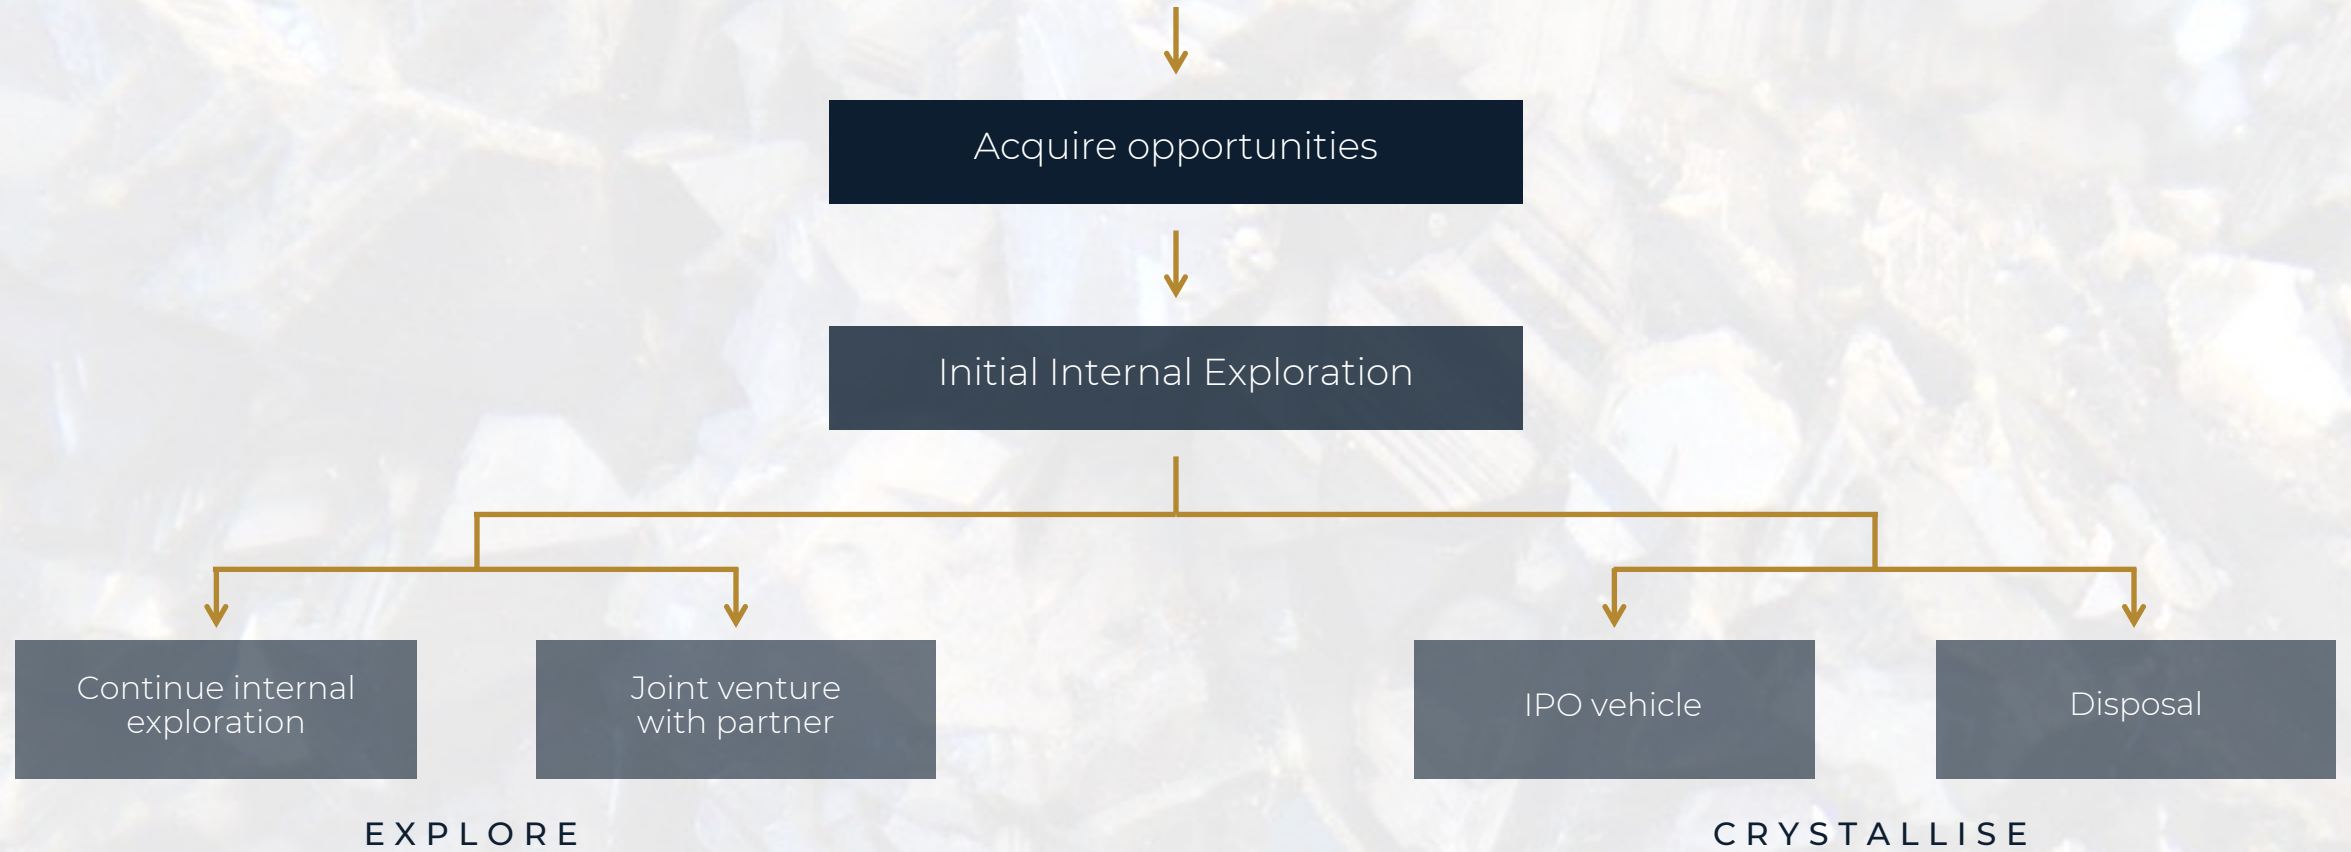 Acquire opportunities
Initial Internal Exploration
Continue internal
exploration
Joint venture
with partner
IPO vehicle
Disposal
EXPLORE
CRYSTALLISE